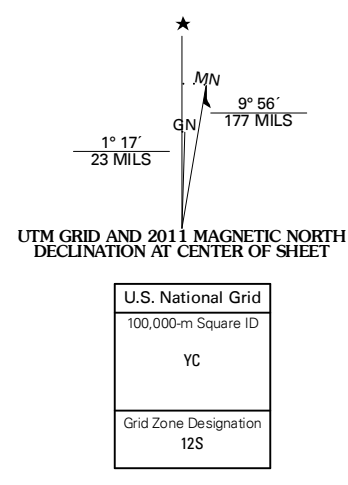 ★
MN
GN
9° 56´
177 MILS
1° 17´
23 MILS
UTM GRID AND 2011 MAGNETIC NORTH
DECLINATION AT CENTER OF SHEET
U.S. National Grid
100,000-m Square ID
YC
Grid Zone Designation
12S